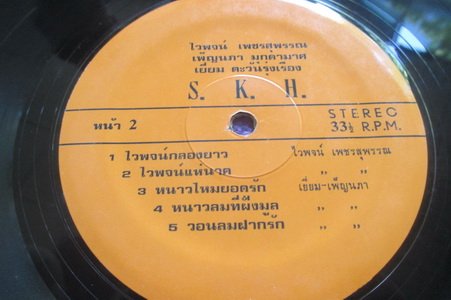 ไวพจน์ เพชรสุพรรณ
เพ็ญนภา มุกดามาศ
เยี่ยม ตะวันรุ่งเรือง
S. K. H.
หน้า 2
STEREO
33⅓ R.P.M.
1 ไวพจน์กลองยาว ไวพจน์ เพชรสุพรรณ
2 ไวพจน์แห่นาค " "
3 หนาวไหมยอดรัก เยี่ยม-เพ็ญนภา
4 หนาวลมที่ฝั่งมูล " "
5 วอนลมฝากรัก " "